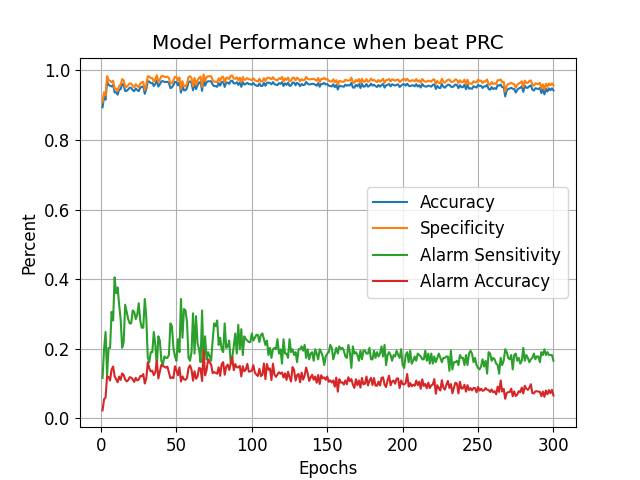 Model Performance when beat PRC
1.0
0.8
0.6
0.4
0.2
0.0
Percent
Accuracy
Specificity
Alarm Sensitivity
Alarm Accuracy
0 50 100 150 200 250 300
Epochs